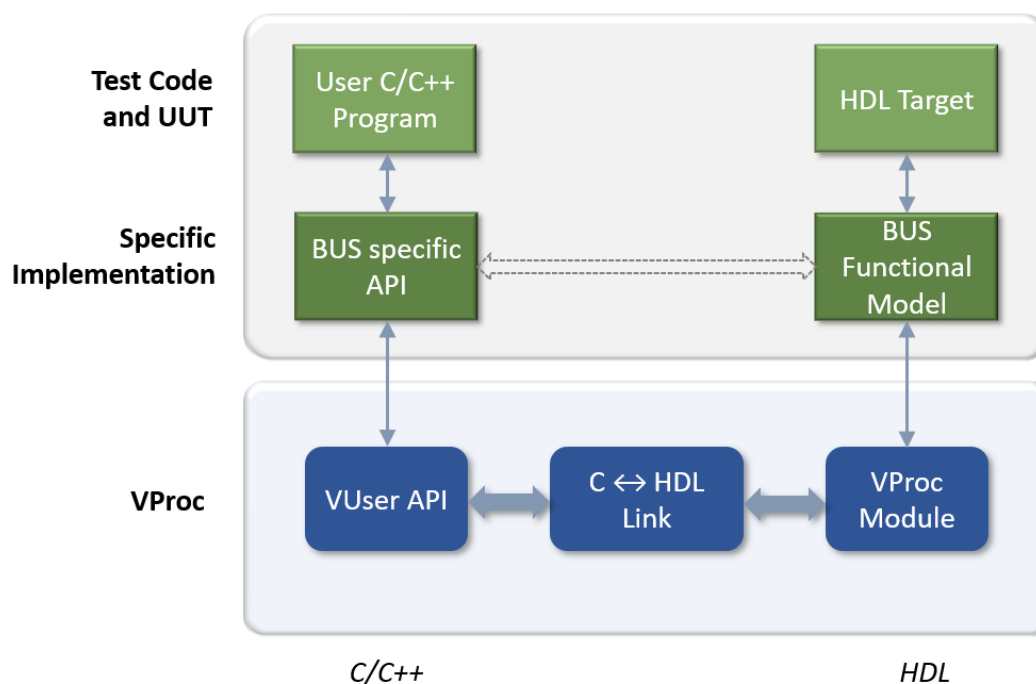 Test Code
and UUT
User C/C++
Program
HDL Target
Specific
Implementation
BUS specific
API
BUS
Functional
Model
VProc
VUser API
C ↔ HDL
Link
VProc
Module
C/C++
HDL